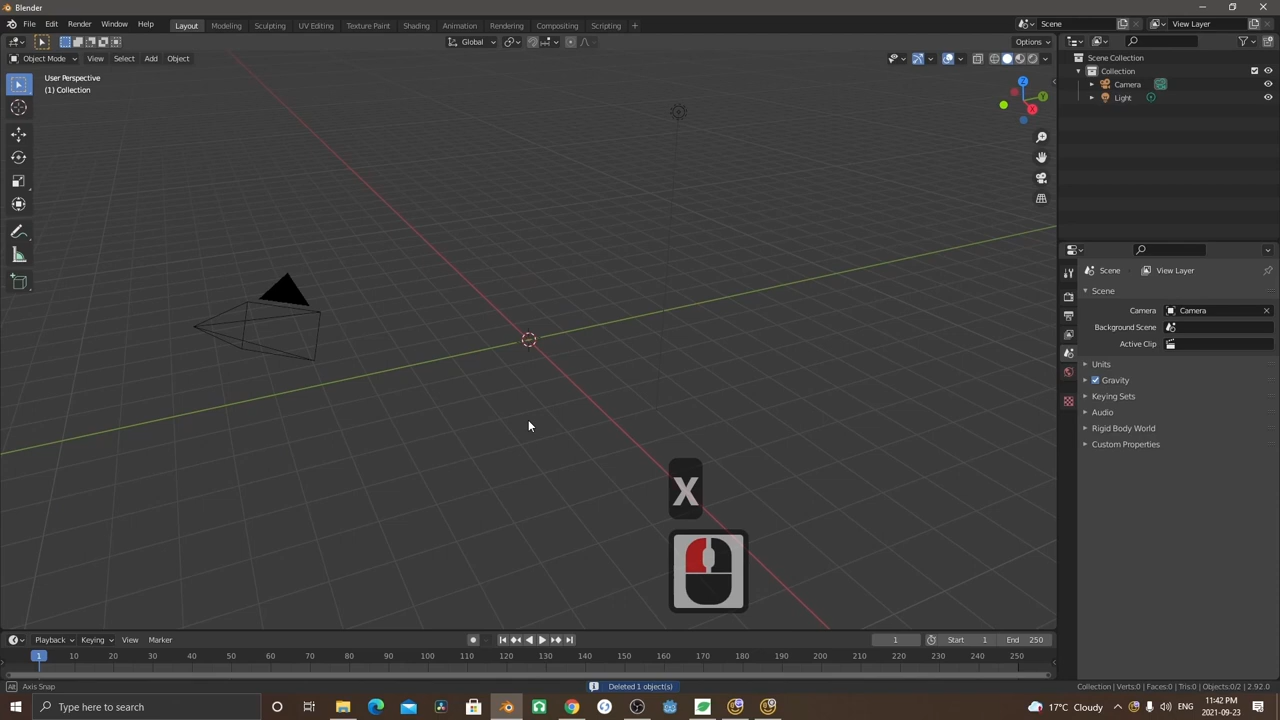 Blender
File Edit Render Window Help Layout Modeling Sculpting UV Editing Texture Paint Shading Animation Rendering Compositing Scripting + Scene View Layer
Global Options
Object Mode View Select Add Object
User Perspective
(1) Collection
Scene Collection
Collection
Camera
Light
Z
Y
X
Scene View Layer
Scene
Camera Camera
Background Scene
Active Clip
Units
Gravity
Keying Sets
Audio
Rigid Body World
Custom Properties
X
Playback Keying View Marker 1 Start 1 End 250
1 10 20 30 40 50 60 70 80 90 100 110 120 130 140 150 160 170 180 190 200 210 220 230 240 250
Alt Axis Snap Deleted 1 object(s) Collection | Verts:0 | Faces:0 | Tris:0 | Objects:0/2 | 2.92.0
Type here to search 17°C Cloudy 11:42 PM
2021-09-23